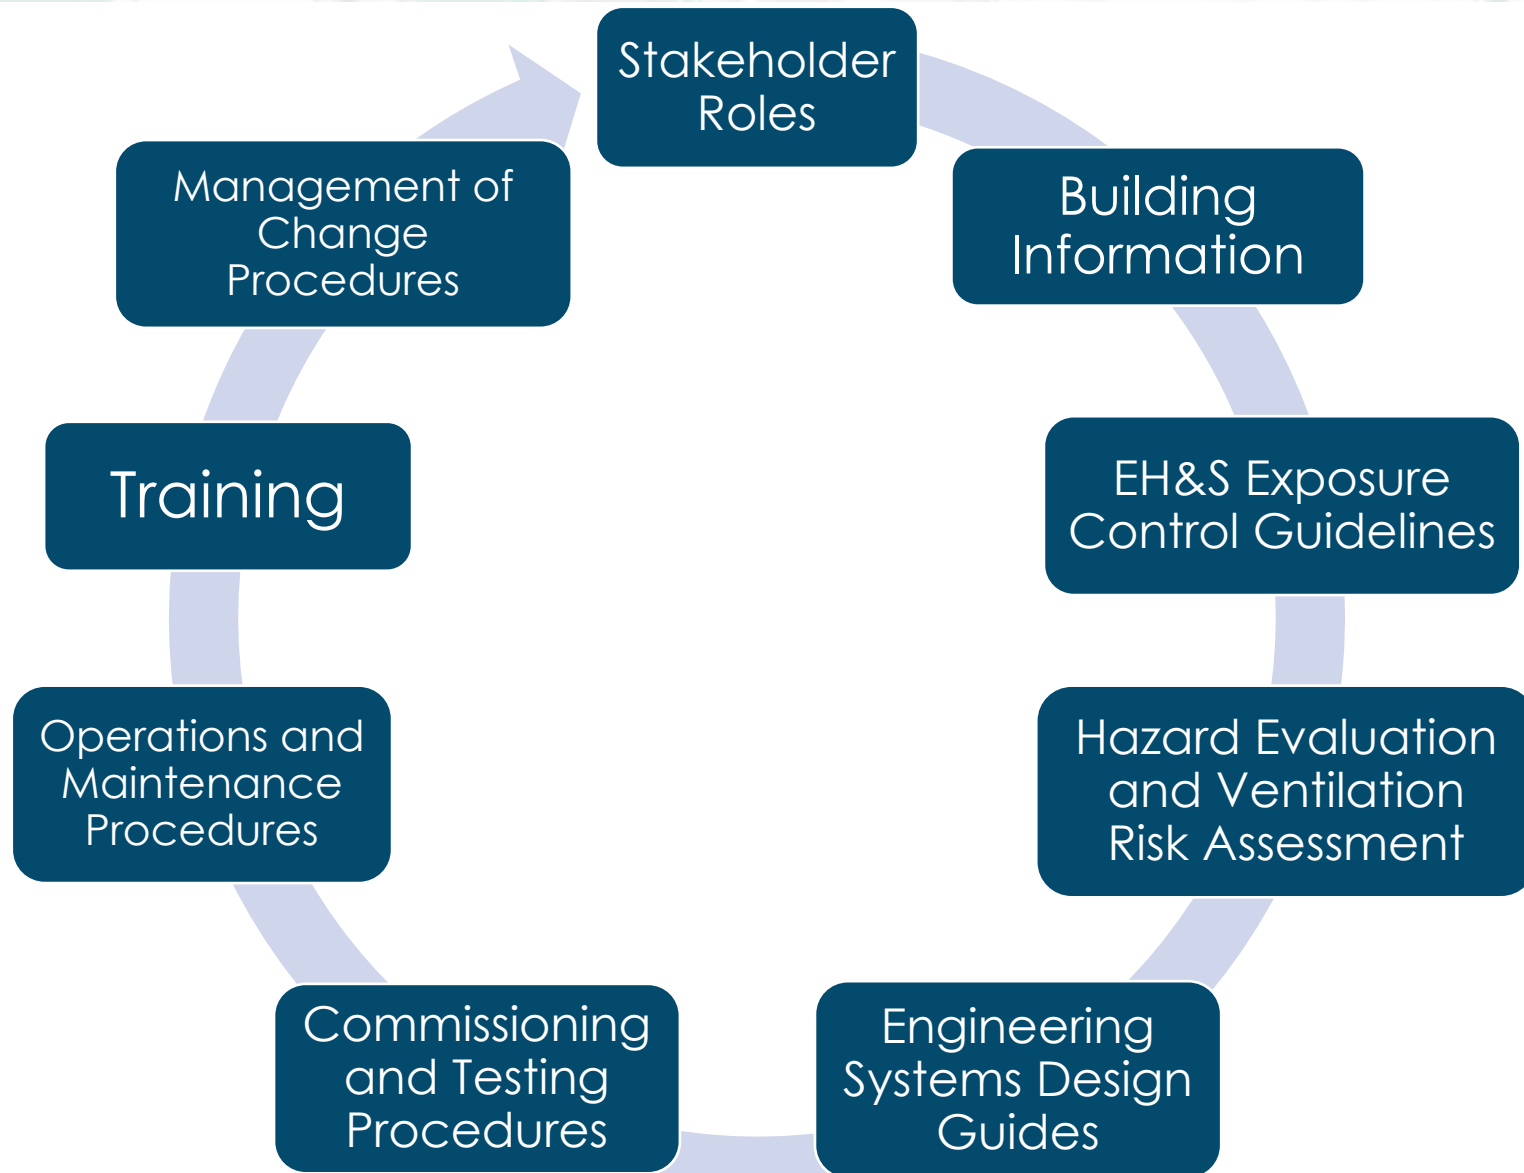 Stakeholder
Roles
Building
Information
EH&S Exposure
Control Guidelines
Hazard Evaluation
and Ventilation
Risk Assessment
Engineering
Systems Design
Guides
Commissioning
and Testing
Procedures
Operations and
Maintenance
Procedures
Training
Management of
Change
Procedures